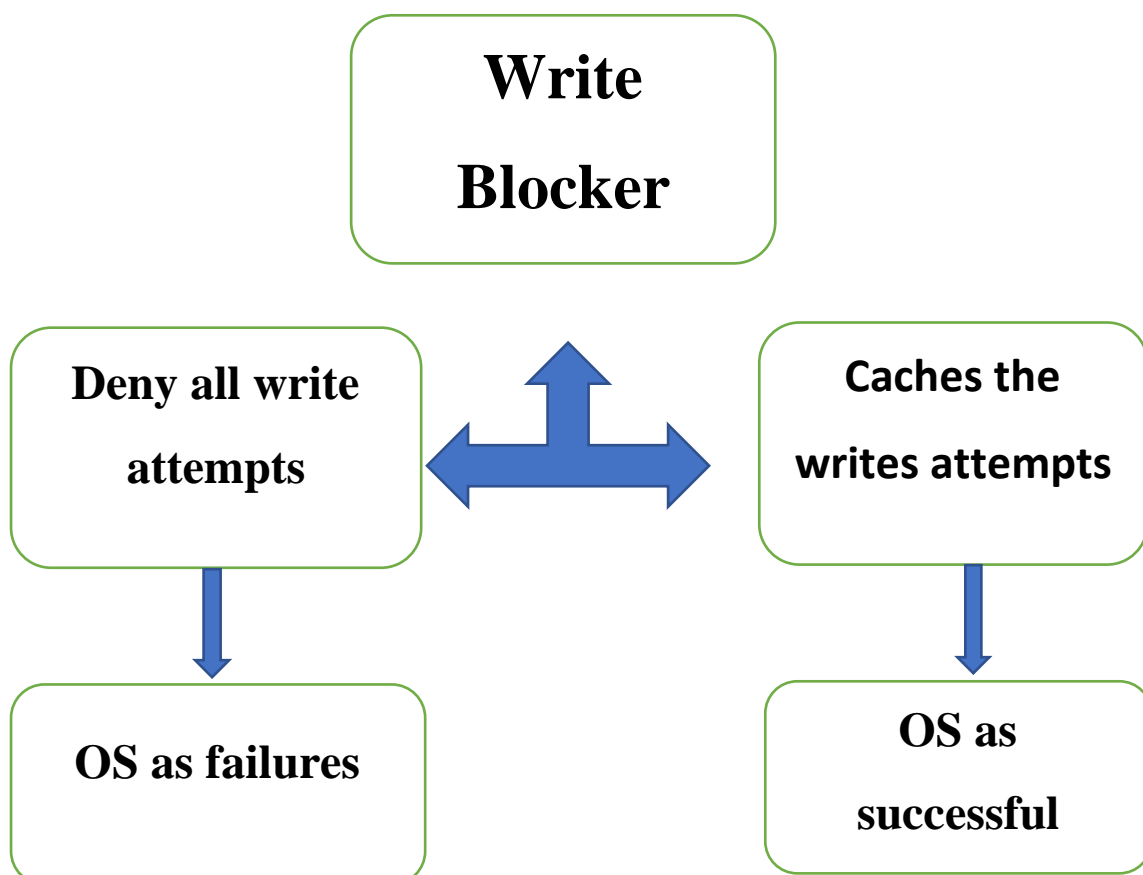 Write
Blocker
Deny all write
attempts
Caches the
writes attempts
OS as failures
OS as
successful